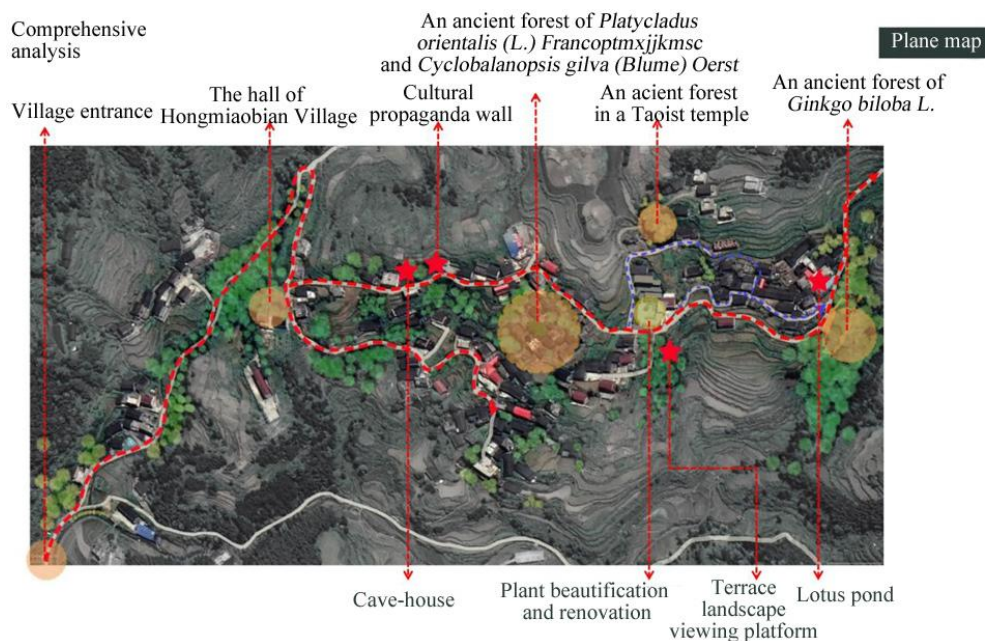 Comprehensive
analysis
An ancient forest of Platycladus
orientalis (L.) Francoptmxjjkmsc
and Cyclobalanopsis gilva (Blume) Oerst
Plane map
Village entrance
The hall of
Hongmiaobian Village
Cultural
propaganda wall
An acient forest
in a Taoist temple
An ancient forest of
Ginkgo biloba L.
Cave-house
Plant beautification
and renovation
Terrace
landscape
viewing platform
Lotus pond